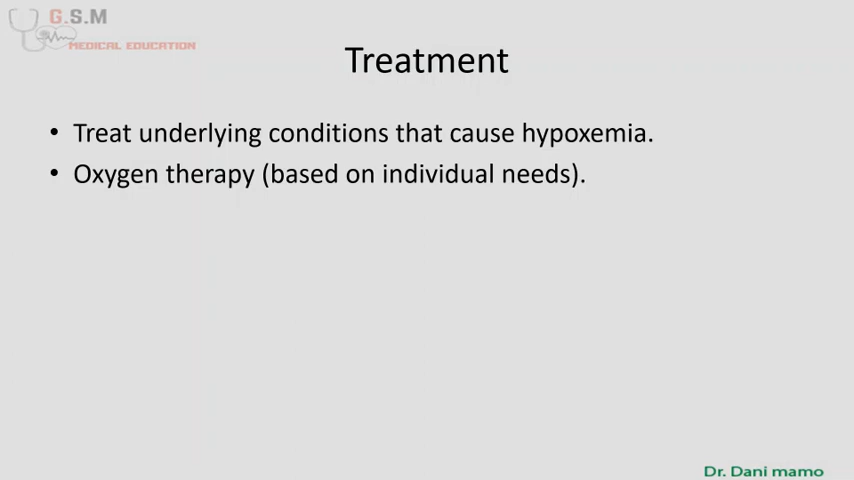 G.S.M
MEDICAL EDUCATION
Treatment
• Treat underlying conditions that cause hypoxemia.
• Oxygen therapy (based on individual needs).
Dr. Dani mamo